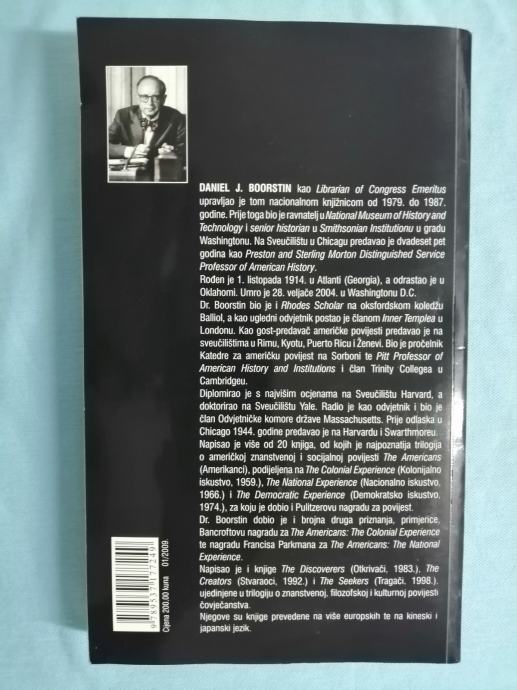 DANIEL J. BOORSTIN kao Librarian of Congress Emeritus
upravljao je tom nacionalnom knjižnicom od 1979. do 1987.
godine. Prije toga bio je ravnatelj u National Museum of History and
Technology i senior historian u Smithsonian Institutionu u gradu
Washingtonu. Na Sveučilištu u Chicagu predavao je dvadeset pet
godina kao Preston and Sterling Morton Distinguished Service
Professor of American History.
Rođen je 1. listopada 1914. u Atlanti (Georgia), a odrastao je u
Oklahomi. Umro je 28. veljače 2004. u Washingtonu D.C.
Dr. Boorstin bio je i Rhodes Scholar na oksfordskom koledžu
Balliol, a kao ugledni odvjetnik postao je članom Inner Templea u
Londonu. Kao gost-predavač američke povijesti predavao je na
sveučilištima u Rimu, Kyotu, Puerto Ricu i Ženevi. Bio je pročelnik
Katedre za američku povijest na Sorboni te Pitt Professor of
American History and Institutions i član Trinity Collegea u
Cambridgeu.
Diplomirao je s najvišim ocjenama na Sveučilištu Harvard, a
doktorirao na Sveučilištu Yale. Radio je kao odvjetnik i bio je
član Odvjetničke komore države Massachusetts. Prije odlaska u
Chicago 1944. godine predavao je na Harvardu i Swarthmoreu.
Napisao je više od 20 knjiga, od kojih je najpoznatija trilogija
o američkoj znanstvenoj i socijalnoj povijesti The Americans
(Amerikanci), podijeljena na The Colonial Experience (Kolonijalno
iskustvo, 1959.), The National Experience (Nacionalno iskustvo,
1966.) i The Democratic Experience (Demokratsko iskustvo,
1974.), za koju je dobio i Pulitzerovu nagradu za povijest.
Dr. Boorstin dobio je i brojna druga priznanja, primjerice,
Bancroftovu nagradu za The Americans: The Colonial Experience
te nagradu Francisa Parkmana za The Americans: The National
Experience.
Napisao je i knjige The Discoverers (Otkrivači, 1983.), The
Creators (Stvaraoci, 1992.) i The Seekers (Tragači, 1998.).
ujedinjene u trilogiju o znanstvenoj, filozofskoj i kulturnoj povijesti
čovječanstva.
Njegove su knjige prevedene na više europskih te na kineski i
japanski jezik.
9789537177249
Cjena 200,00 kuna 01/2009.